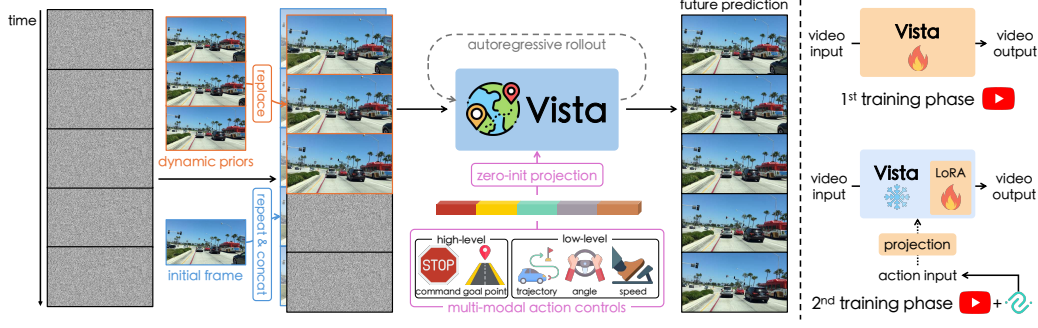 time
replace
dynamic priors
repeat & concat
initial frame
autoregressive rollout
Vista
zero-init projection
high-level
low-level
STOP
command
goal point
trajectory
angle
speed
multi-modal action controls
future prediction
video input
Vista
video output
1st training phase
video input
Vista
LoRA
video output
projection
action input
2nd training phase
+